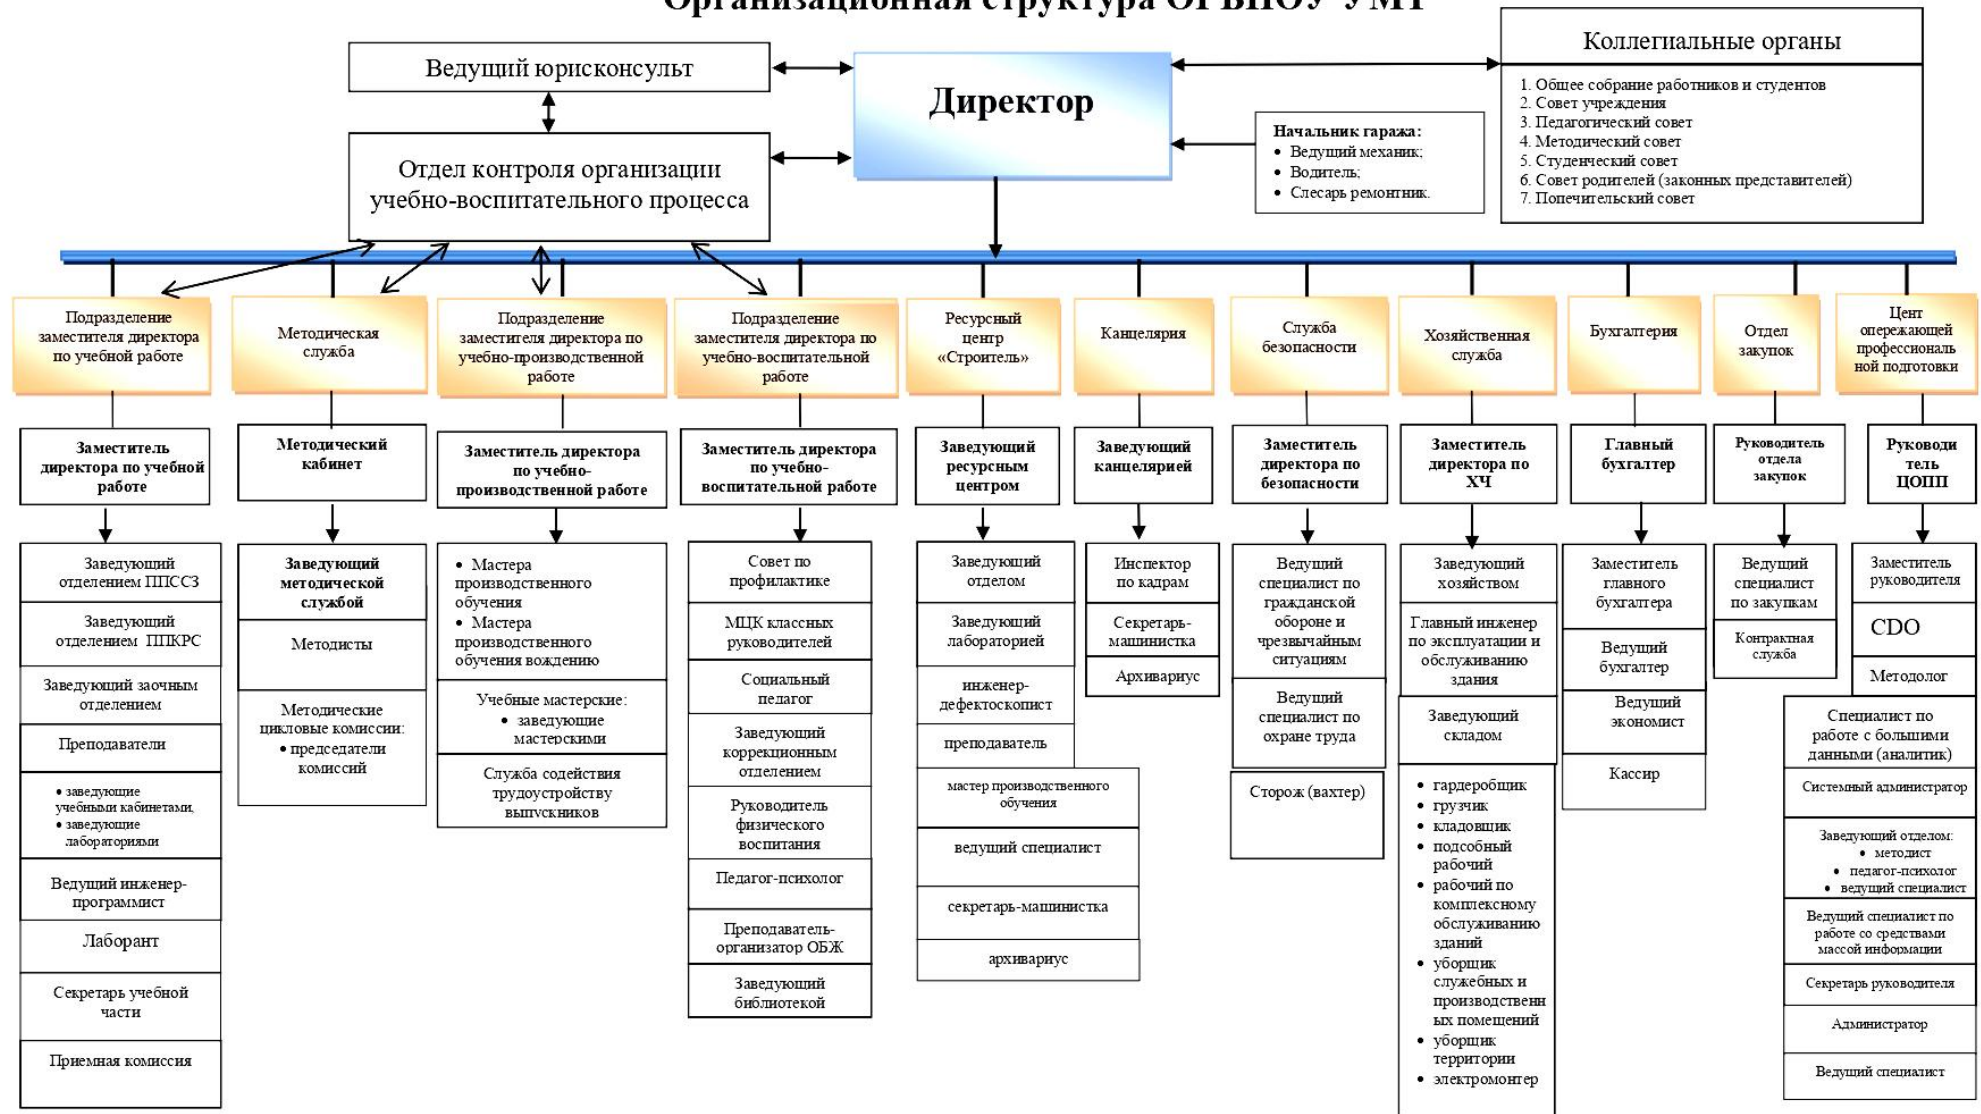 Организационная структура ОГБПОУ УМТ
Ведущий юрисконсульт
Директор
Коллегиальные органы
1. Общее собрание работников и студентов
2. Совет учреждения
3. Педагогический совет
4. Методический совет
5. Студенческий совет
6. Совет родителей (законных представителей)
7. Попечительский совет
Начальник гаража:
• Ведущий механик;
• Водитель;
• Слесарь ремонтник.
Отдел контроля организации
учебно-воспитательного процесса
Подразделение
заместителя директора
по учебной работе
Методическая
служба
Подразделение
заместителя директора по
учебно-производственной
работе
Подразделение
заместителя директора по
учебно-воспитательной
работе
Ресурсный
центр
«Строитель»
Канцелярия
Служба
безопасности
Хозяйственная
служба
Бухгалтерия
Отдел
закупок
Цент
опережающей
профессиональ
ной подготовки
Заместитель
директора по учебной
работе
Методический
кабинет
Заместитель директора
по учебно-
производственной работе
Заместитель директора
по учебно-
воспитательной работе
Заведующий
ресурсным
центром
Заведующий
канцелярией
Заместитель
директора по
безопасности
Заместитель
директора по
ХЧ
Главный
бухгалтер
Руководитель
отдела
закупок
Руководи
тель
ЦОПП
Заведующий
отделением ППССЗ
Заведующий
отделением ППКРС
Заведующий заочным
отделением
Преподаватели
• заведующие
учебными кабинетами,
• заведующие
лабораториями
Ведущий инженер-
программист
Лаборант
Секретарь учебной
части
Приемная комиссия
Заведующий
методической
службой
Методисты
Методические
цикловые комиссии:
• председатели
комиссий
• Мастера
производственного
обучения
• Мастера
производственного
обучения вождению
Учебные мастерские:
• заведующие
мастерскими
Служба содействия
трудоустройству
выпускников
Совет по
профилактике
МЦК классных
руководителей
Социальный
педагог
Заведующий
коррекционным
отделением
Руководитель
физического
воспитания
Педагог-психолог
Преподаватель-
организатор ОБЖ
Заведующий
библиотекой
Заведующий
отделом
Заведующий
лабораторией
инженер-
дефектоскопист
преподаватель
мастер производственного
обучения
ведущий специалист
секретарь-машинистка
архивариус
Инспектор
по кадрам
Секретарь-
машинистка
Архивариус
Ведущий
специалист по
гражданской
обороне и
чрезвычайным
ситуациям
Ведущий
специалист по
охране труда
Сторож (вахтер)
Заведующий
хозяйством
Главный инженер
по эксплуатации и
обслуживанию
здания
Заведующий
складом
• гардеробщик
• грузчик
• кладовщик
• подсобный
рабочий
• рабочий по
комплексному
обслуживанию
зданий
• уборщик
служебных и
производственн
ых помещений
• уборщик
территории
• электромонтер
Заместитель
главного
бухгалтера
Ведущий
бухгалтер
Ведущий
экономист
Кассир
Ведущий
специалист
по закупкам
Контрактная
служба
Заместитель
руководителя
CDO
Методолог
Специалист по
работе с большими
данными (аналитик)
Системный администратор
Заведующий отделом:
• методист
• педагог-психолог
• ведущий специалист
Ведущий специалист по
работе со средствами
массой информации
Секретарь руководителя
Администратор
Ведущий специалист